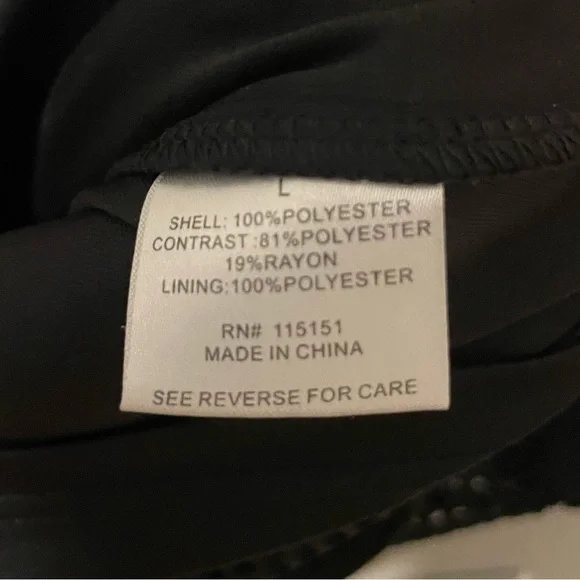 L
SHELL: 100%POLYESTER
CONTRAST :81%POLYESTER
19%RAYON
LINING:100%POLYESTER
RN# 115151
MADE IN CHINA
SEE REVERSE FOR CARE